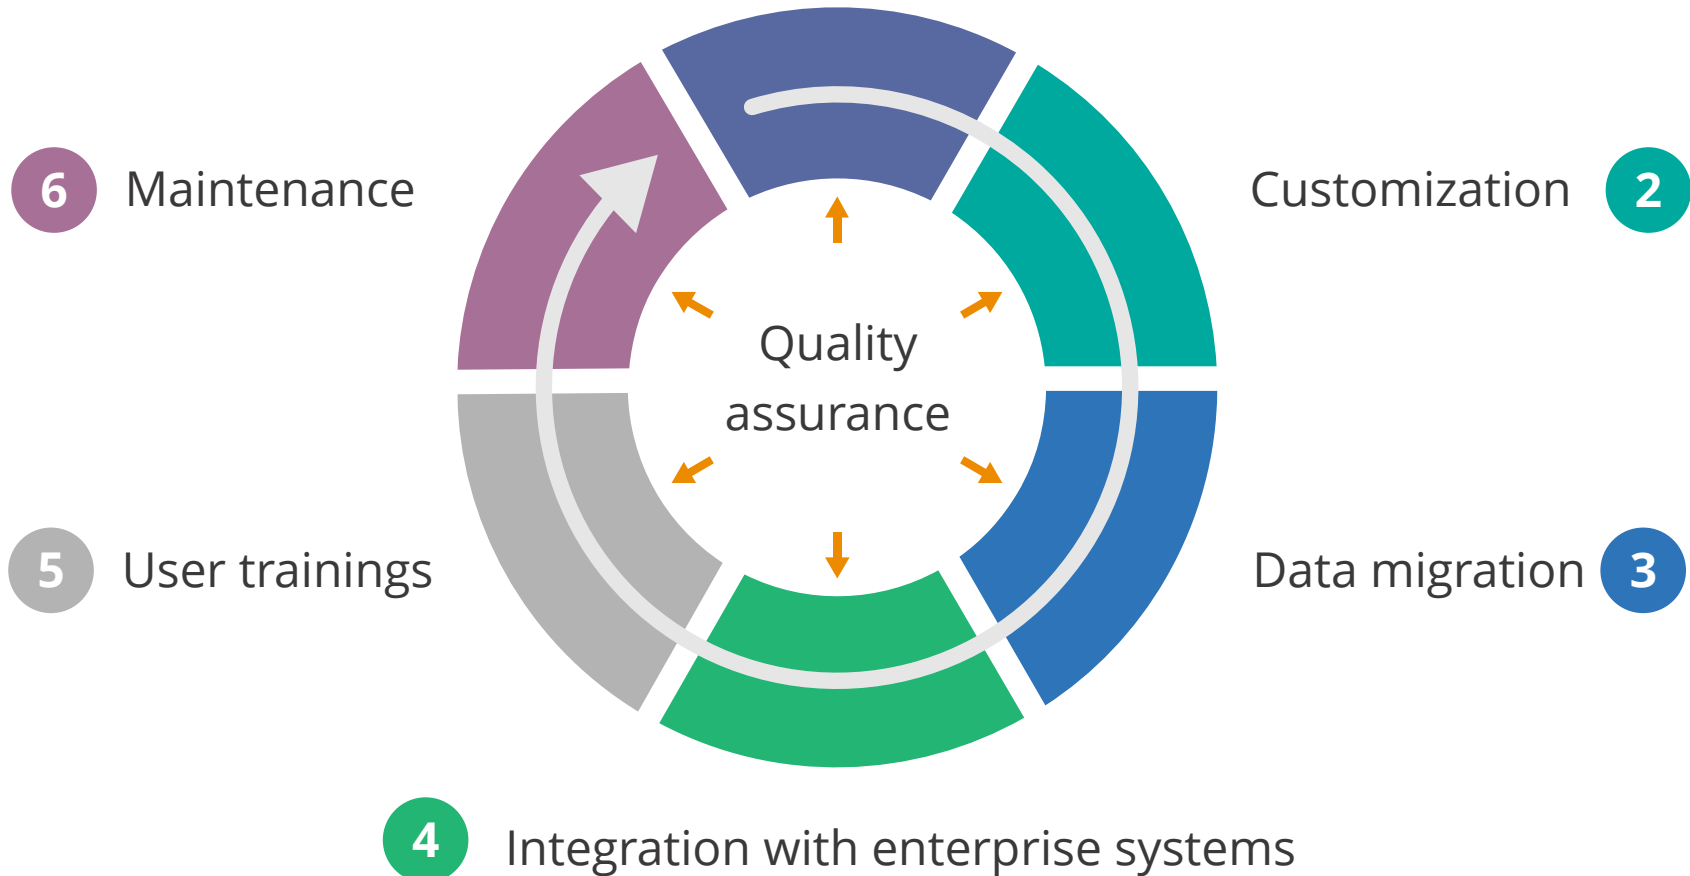 6 Maintenance
Customization 2
Quality
assurance
5 User trainings
Data migration 3
4 Integration with enterprise systems